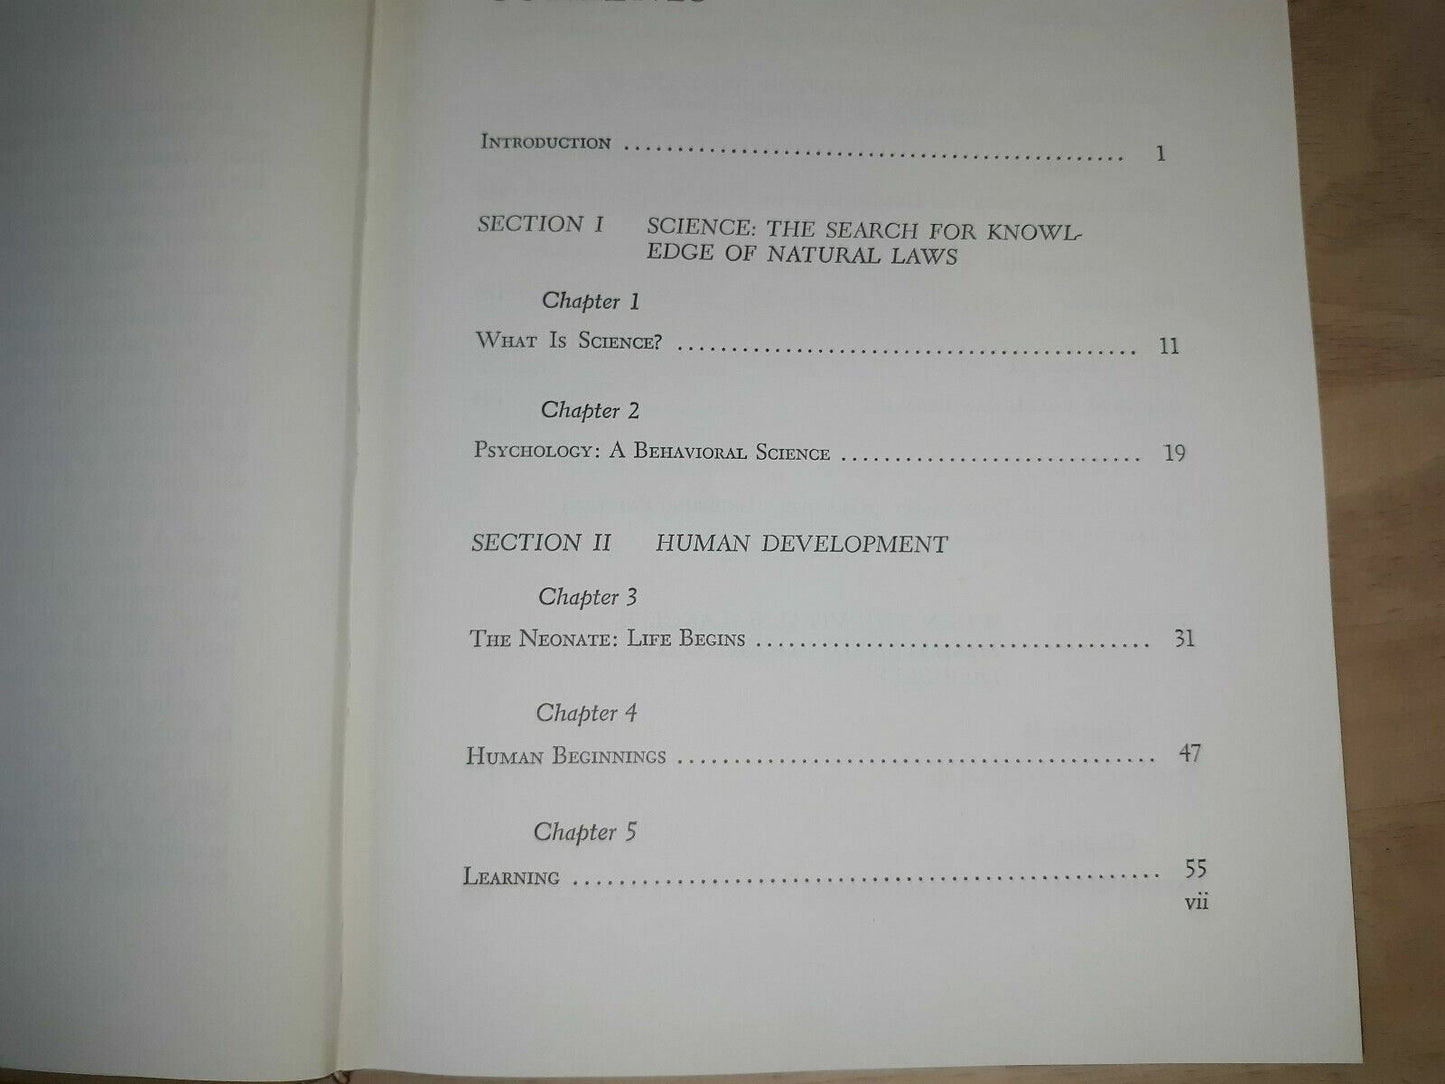 INTRODUCTION .................................................. 1
SECTION I SCIENCE: THE SEARCH FOR KNOWL-
EDGE OF NATURAL LAWS
Chapter 1
WHAT IS SCIENCE? ............................................ 11
Chapter 2
PSYCHOLOGY: A BEHAVIORAL SCIENCE ............................ 19
SECTION II HUMAN DEVELOPMENT
Chapter 3
THE NEONATE: LIFE BEGINS .................................... 31
Chapter 4
HUMAN BEGINNINGS ............................................ 47
Chapter 5
LEARNING .................................................... 55
vii